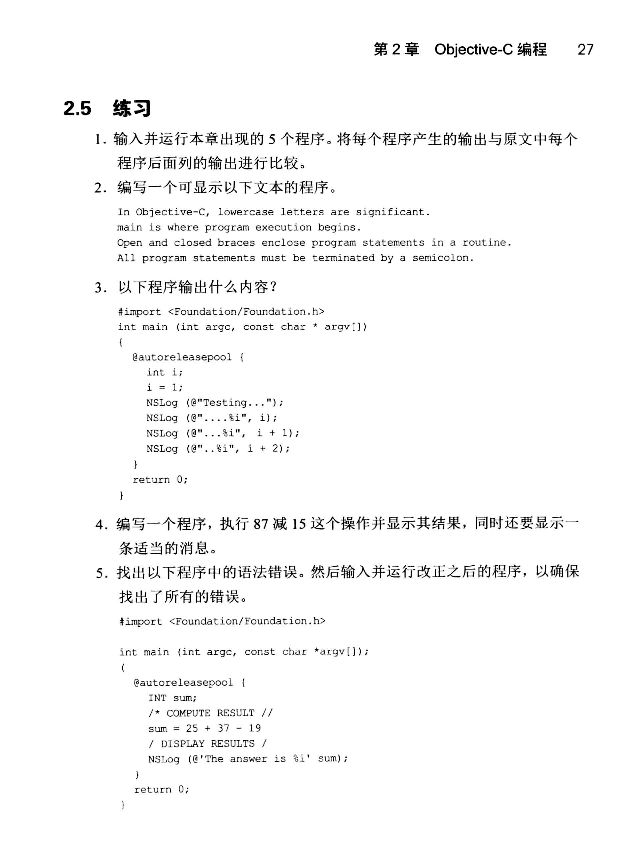 第 2 章 Objective-C 编程 27
2.5 练习
1. 输入并运行本章出现的 5 个程序。将每个程序产生的输出与原文中每个
程序后面列的输出进行比较。
2. 编写一个可显示以下文本的程序。
In Objective-C, lowercase letters are significant.
main is where program execution begins.
Open and closed braces enclose program statements in a routine.
All program statements must be terminated by a semicolon.
3. 以下程序输出什么内容？
#import <Foundation/Foundation.h>
int main (int argc, const char * argv[])
{
@autoreleasepool {
int i;
i = 1;
NSLog (@"Testing...");
NSLog (@"....%i", i);
NSLog (@"...%i", i + 1);
NSLog (@"..%i", i + 2);
}
return 0;
}
4. 编写一个程序，执行 87 减 15 这个操作并显示其结果，同时还要显示一
条适当的消息。
5. 找出以下程序中的语法错误。然后输入并运行改正之后的程序，以确保
找出了所有的错误。
#import <Foundation/Foundation.h>
int main (int argc, const char *argv[]);
(
@autoreleasepool {
INT sum;
/* COMPUTE RESULT //
sum = 25 + 37 - 19
/ DISPLAY RESULTS /
NSLog (@'The answer is %i' sum);
}
return 0;
}